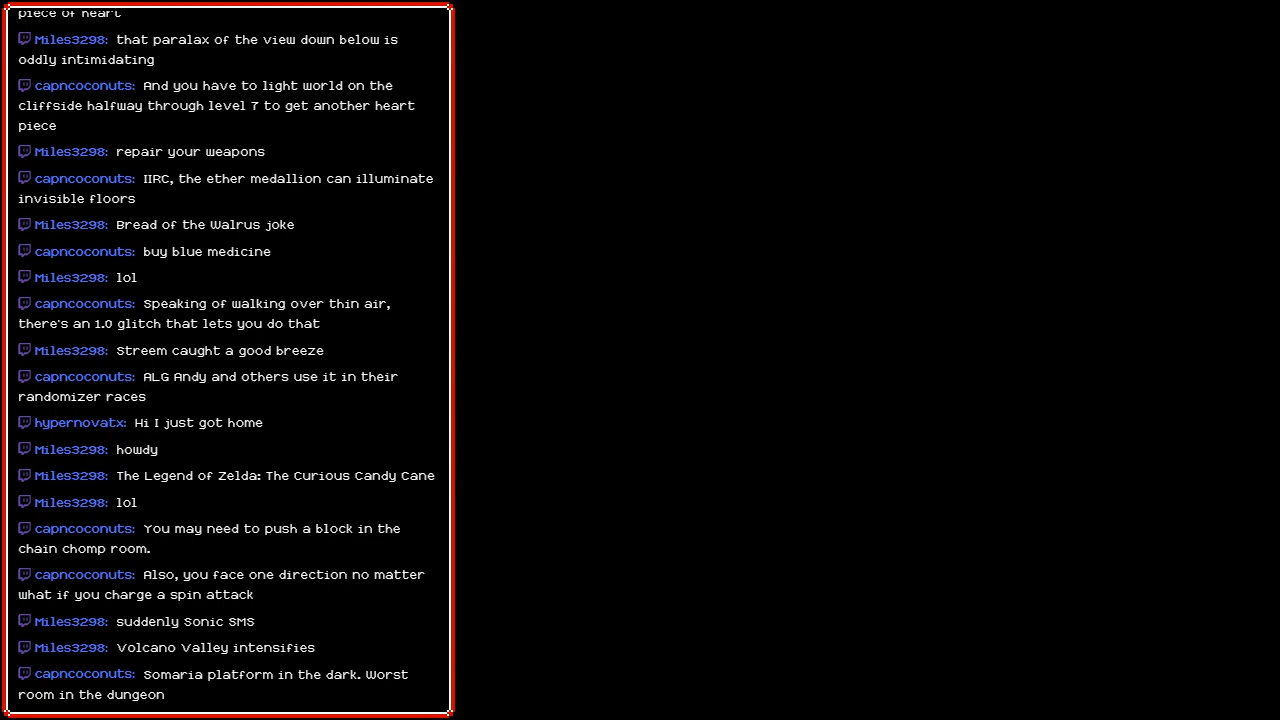 piece of heart
Miles3298: that paralax of the view down below is
oddly intimidating
capncoconuts: And you have to light world on the
cliffside halfway through level 7 to get another heart
piece
Miles3298: repair your weapons
capncoconuts: IIRC, the ether medallion can illuminate
invisible floors
Miles3298: Bread of the Walrus joke
capncoconuts: buy blue medicine
Miles3298: lol
capncoconuts: Speaking of walking over thin air,
there's an 1.0 glitch that lets you do that
Miles3298: Streem caught a good breeze
capncoconuts: ALG Andy and others use it in their
randomizer races
hypernovatx: Hi I just got home
Miles3298: howdy
Miles3298: The Legend of Zelda: The Curious Candy Cane
Miles3298: lol
capncoconuts: You may need to push a block in the
chain chomp room.
capncoconuts: Also, you face one direction no matter
what if you charge a spin attack
Miles3298: suddenly Sonic SMS
Miles3298: Volcano Valley intensifies
capncoconuts: Somaria platform in the dark. Worst
room in the dungeon